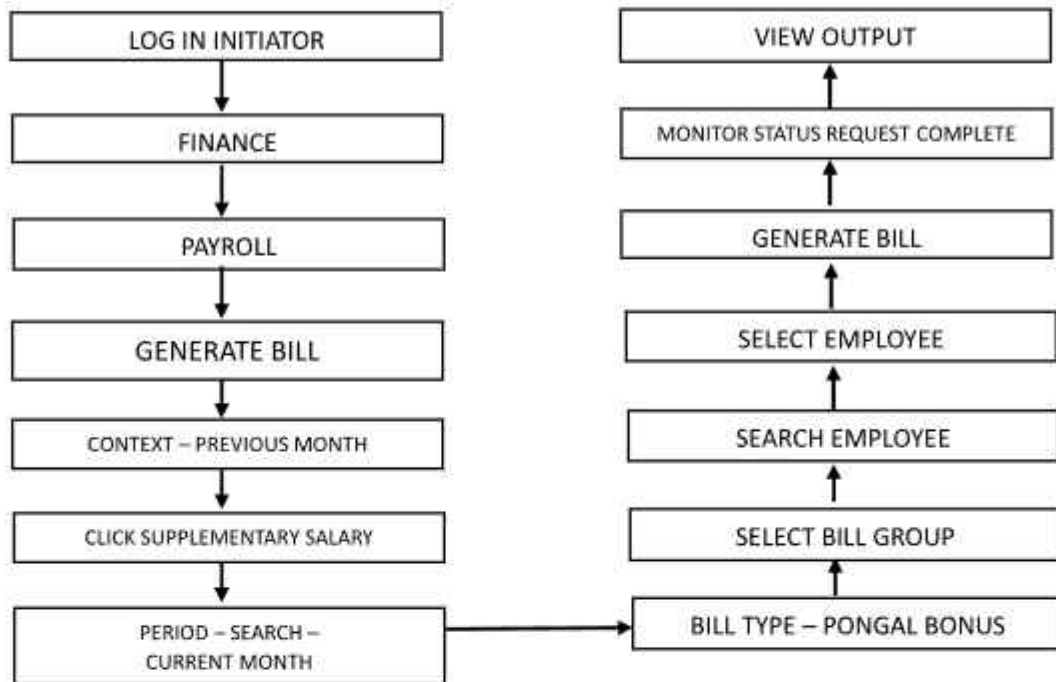 LOG IN INITIATOR
FINANCE
PAYROLL
GENERATE BILL
CONTEXT – PREVIOUS MONTH
CLICK SUPPLEMENTARY SALARY
PERIOD – SEARCH –
CURRENT MONTH
BILL TYPE – PONGAL BONUS
SELECT BILL GROUP
SEARCH EMPLOYEE
SELECT EMPLOYEE
GENERATE BILL
MONITOR STATUS REQUEST COMPLETE
VIEW OUTPUT